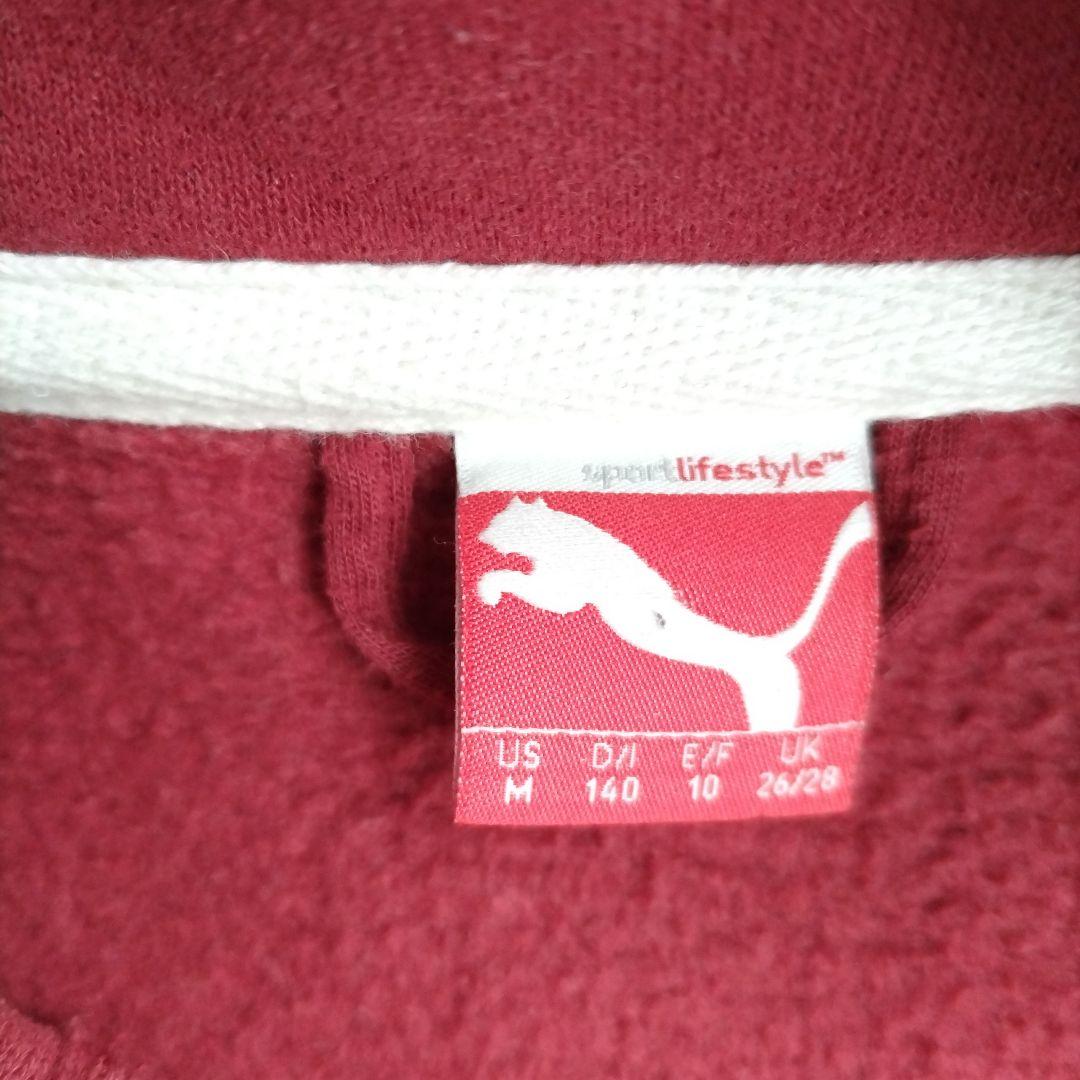 sportlifestyle™
US D/I E/F UK
M 140 10 26/28